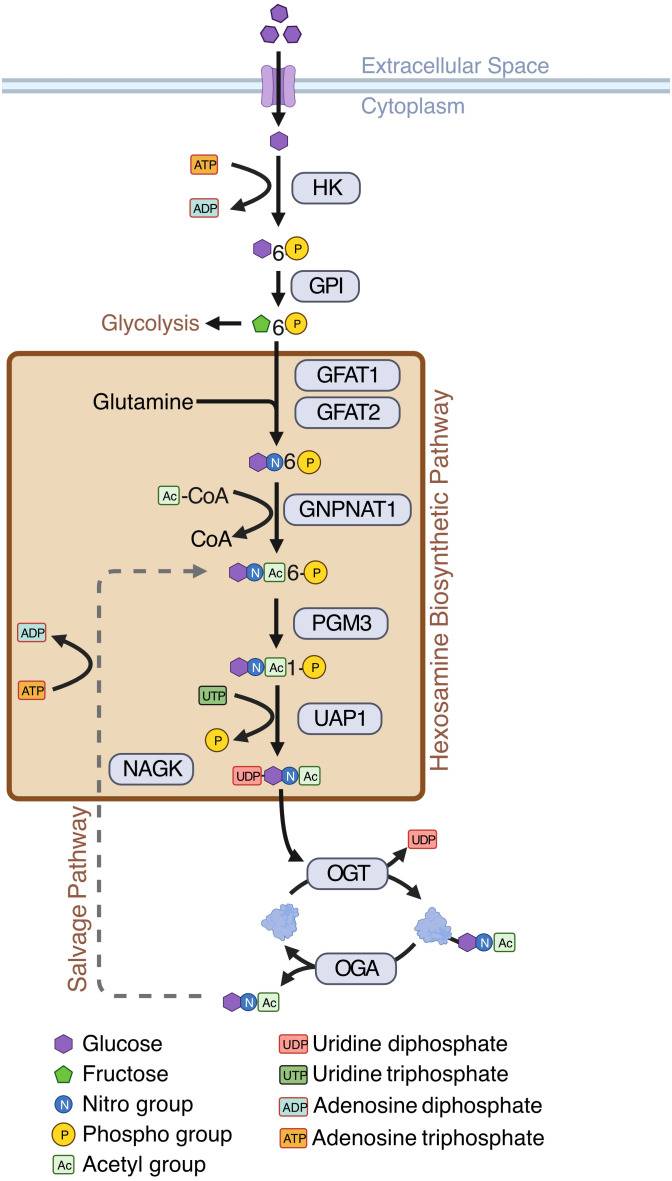 Extracellular Space
Cytoplasm
ATP
HK
ADP
6 P
GPI
Glycolysis
6 P
GFAT1
Glutamine
GFAT2
N 6 P
Ac -CoA
GNPNAT1
CoA
N Ac 6- P
ADP
PGM3
N Ac 1- P
ATP
UTP
UAP1
P
NAGK
UDP N Ac
Hexosamine Biosynthetic Pathway
Salvage Pathway
UDP
OGT
N Ac
OGA
N Ac
Glucose
Fructose
N Nitro group
P Phospho group
Ac Acetyl group
UDP Uridine diphosphate
UTP Uridine triphosphate
ADP Adenosine diphosphate
ATP Adenosine triphosphate